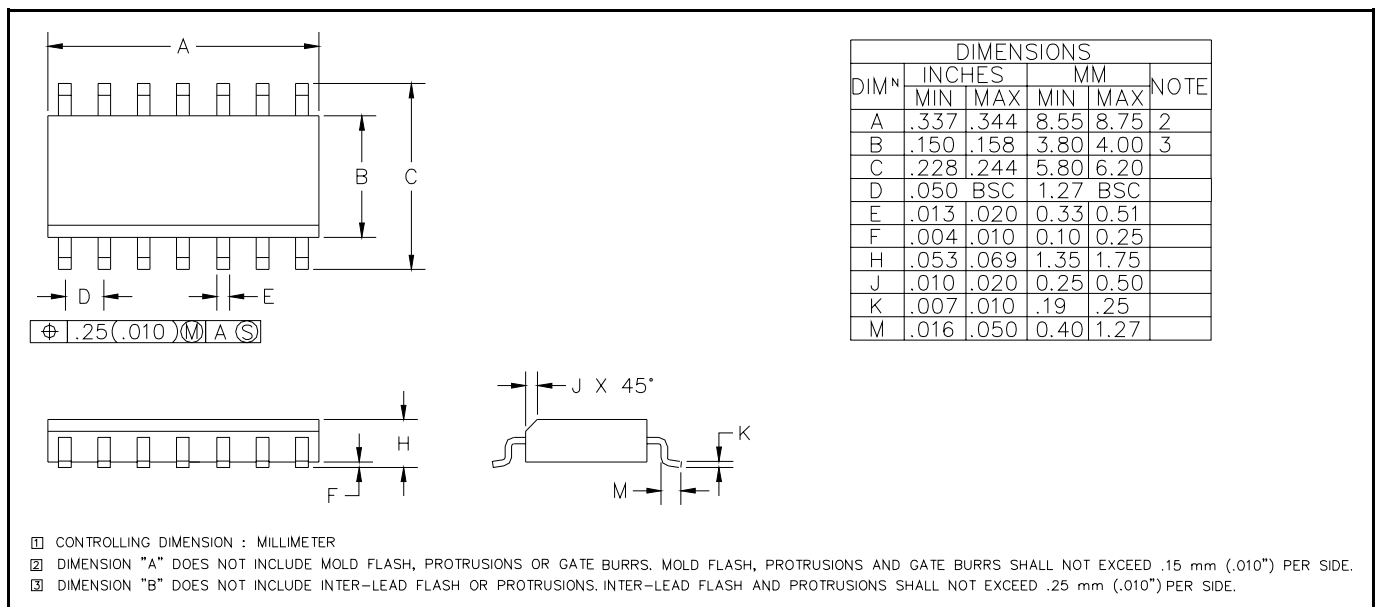 A
B
C
D
E
⌖ .25(.010) Ⓜ A Ⓢ
DIMENSIONS
DIMᴺ INCHES MM NOTE
MIN MAX MIN MAX
A .337 .344 8.55 8.75 2
B .150 .158 3.80 4.00 3
C .228 .244 5.80 6.20
D .050 BSC 1.27 BSC
E .013 .020 0.33 0.51
F .004 .010 0.10 0.25
H .053 .069 1.35 1.75
J .010 .020 0.25 0.50
K .007 .010 .19 .25
M .016 .050 0.40 1.27
H
F
J X 45°
K
M
1 CONTROLLING DIMENSION : MILLIMETER
2 DIMENSION "A" DOES NOT INCLUDE MOLD FLASH, PROTRUSIONS OR GATE BURRS. MOLD FLASH, PROTRUSIONS AND GATE BURRS SHALL NOT EXCEED .15 mm (.010") PER SIDE.
3 DIMENSION "B" DOES NOT INCLUDE INTER-LEAD FLASH OR PROTRUSIONS. INTER-LEAD FLASH AND PROTRUSIONS SHALL NOT EXCEED .25 mm (.010") PER SIDE.